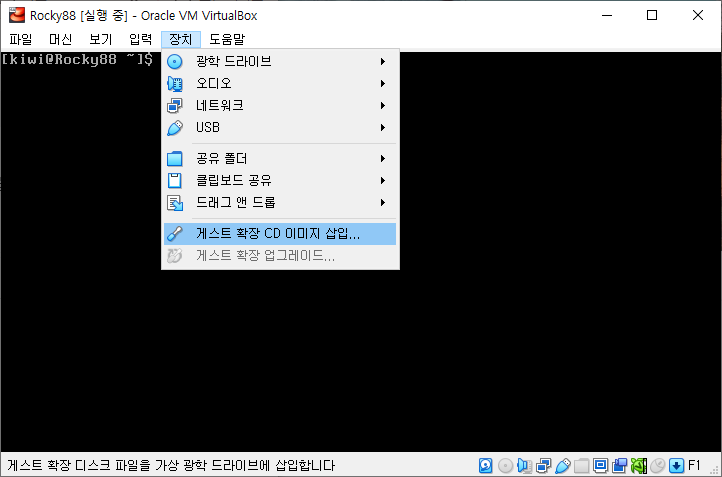 Rocky88 [실행 중] - Oracle VM VirtualBox
파일 머신 보기 입력 장치 도움말
[kiwi@Rocky88 ~]$
광학 드라이브
오디오
네트워크
USB
공유 폴더
클립보드 공유
드래그 앤 드롭
게스트 확장 CD 이미지 삽입...
게스트 확장 업그레이드...
게스트 확장 디스크 파일을 가상 광학 드라이브에 삽입합니다
F1